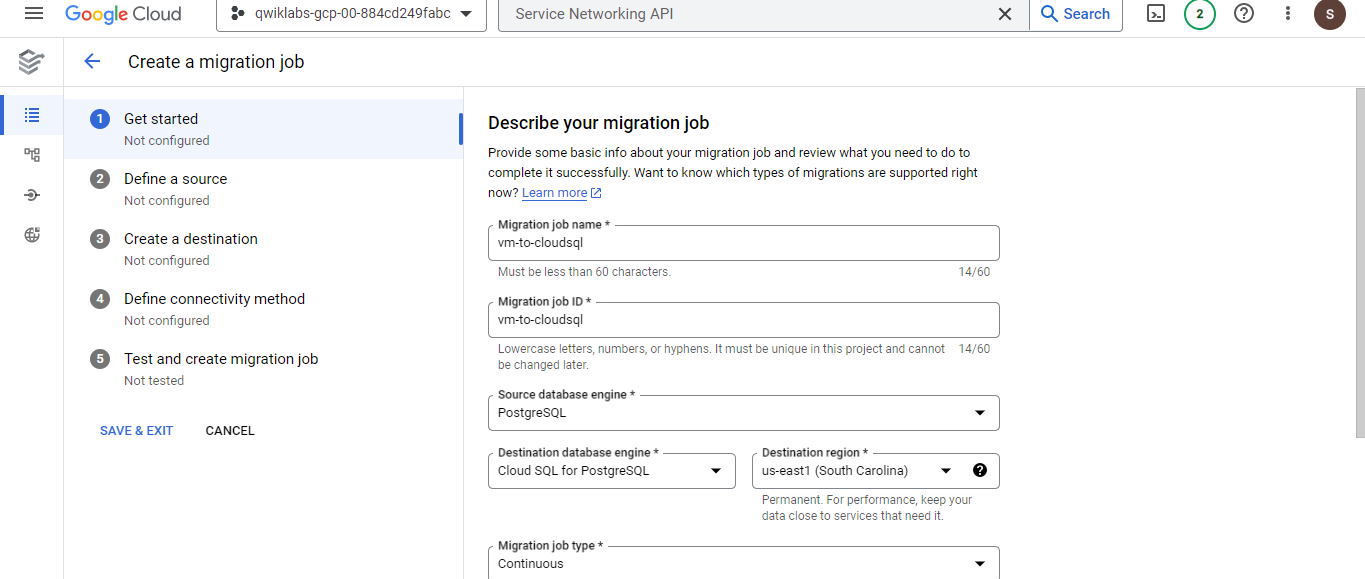 Google Cloud
qwiklabs-gcp-00-884cd249fabc
Service Networking API
Search
2
S
Create a migration job
1
Get started
Not configured
2
Define a source
Not configured
3
Create a destination
Not configured
4
Define connectivity method
Not configured
5
Test and create migration job
Not tested
SAVE & EXIT
CANCEL
Describe your migration job
Provide some basic info about your migration job and review what you need to do to
complete it successfully. Want to know which types of migrations are supported right
now? Learn more
Migration job name *
vm-to-cloudsql
Must be less than 60 characters.
14/60
Migration job ID *
vm-to-cloudsql
Lowercase letters, numbers, or hyphens. It must be unique in this project and cannot
be changed later.
14/60
Source database engine *
PostgreSQL
Destination database engine *
Cloud SQL for PostgreSQL
Destination region *
us-east1 (South Carolina)
Permanent. For performance, keep your
data close to services that need it.
Migration job type *
Continuous